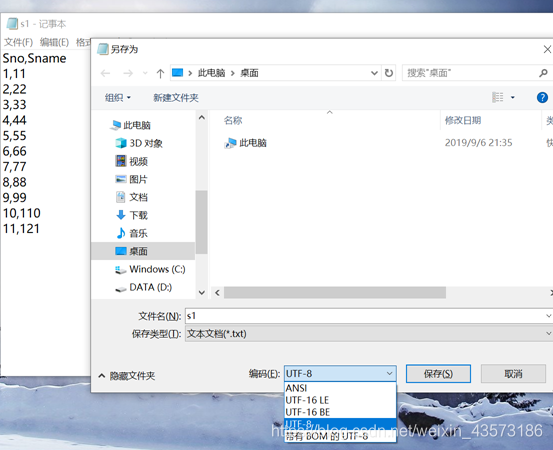 s1 - 记事本
文件(F) 编辑(E) 格式
Sno,Sname
1,11
2,22
3,33
4,44
5,55
6,66
7,77
8,88
9,99
10,110
11,121
另存为
此电脑 > 桌面
搜索"桌面"
组织 新建文件夹
此电脑
3D 对象
视频
图片
文档
下载
音乐
桌面
Windows (C:)
DATA (D:)
名称 修改日期 类
此电脑 2019/9/6 21:35 快
文件名(N): s1
保存类型(T): 文本文档(*.txt)
隐藏文件夹 编码(E): UTF-8 保存(S) 取消
ANSI
UTF-16 LE
UTF-16 BE
UTF-8
带有 BOM 的 UTF-8
https://blog.csdn.net/weixin_43573186